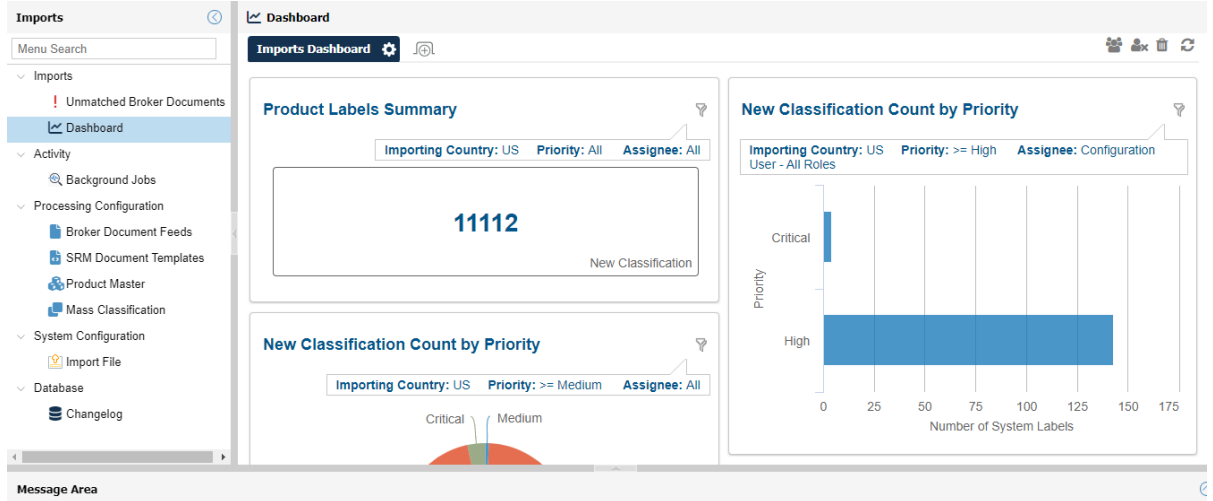 Imports
Menu Search
Imports
Unmatched Broker Documents
Dashboard
Activity
Background Jobs
Processing Configuration
Broker Document Feeds
SRM Document Templates
Product Master
Mass Classification
System Configuration
Import File
Database
Changelog
Dashboard
Imports Dashboard
Product Labels Summary
Importing Country: US Priority: All Assignee: All
11112
New Classification
New Classification Count by Priority
Importing Country: US Priority: >= Medium Assignee: All
Critical Medium
New Classification Count by Priority
Importing Country: US Priority: >= High Assignee: Configuration
User - All Roles
Priority
Critical
High
0 25 50 75 100 125 150 175
Number of System Labels
Message Area